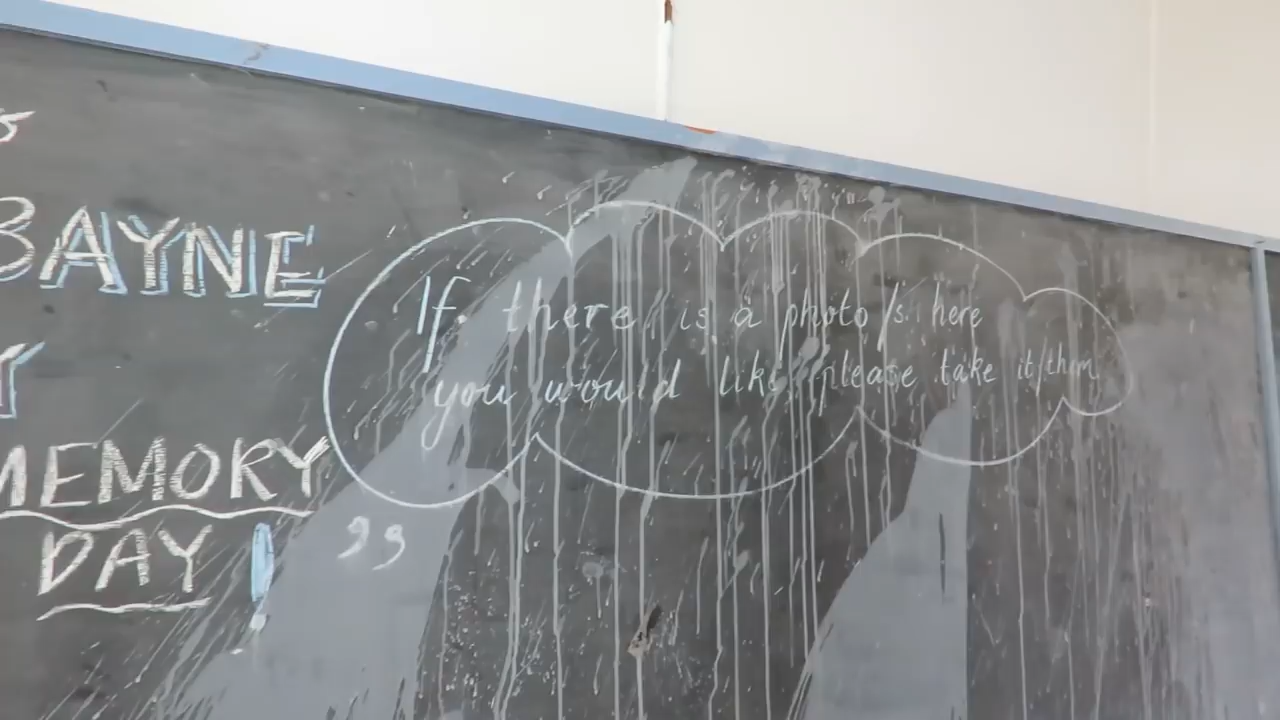 BAYNE
MEMORY
DAY !
If there is a photo/s here
you would like please take it/them
”